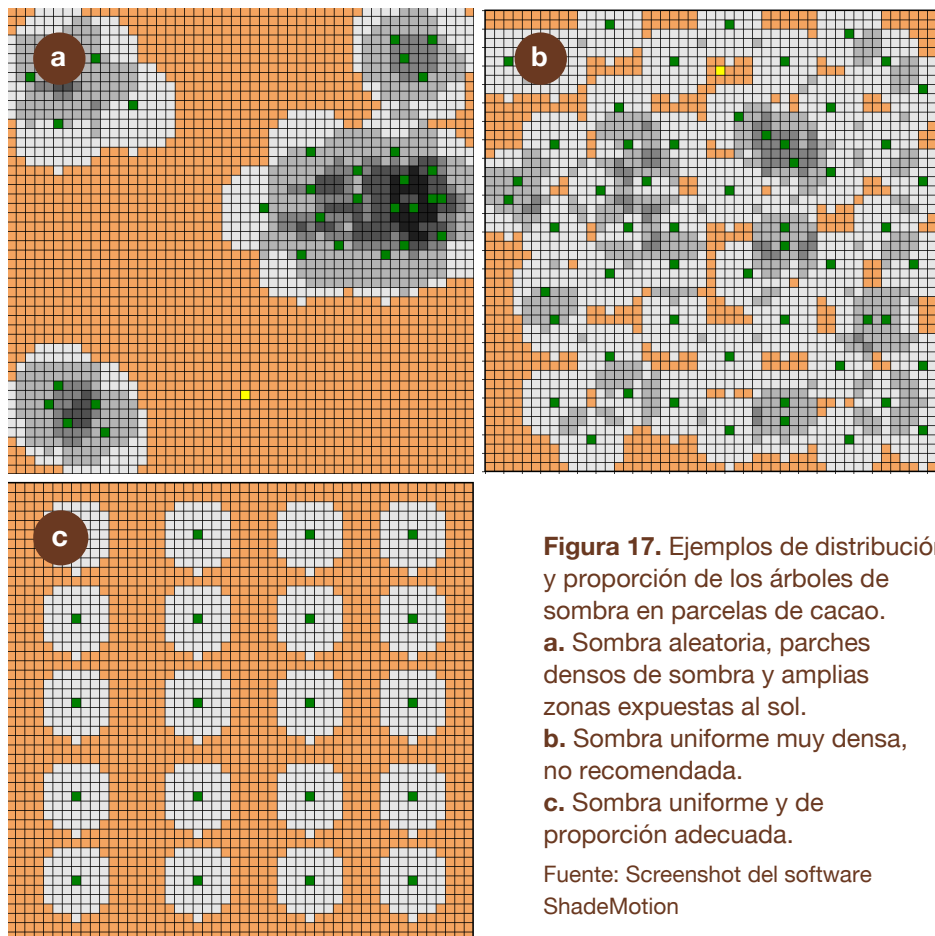 a
b
c
Figura 17. Ejemplos de distribución
y proporción de los árboles de
sombra en parcelas de cacao.
a. Sombra aleatoria, parches
densos de sombra y amplias
zonas expuestas al sol.
b. Sombra uniforme muy densa,
no recomendada.
c. Sombra uniforme y de
proporción adecuada.
Fuente: Screenshot del software
ShadeMotion